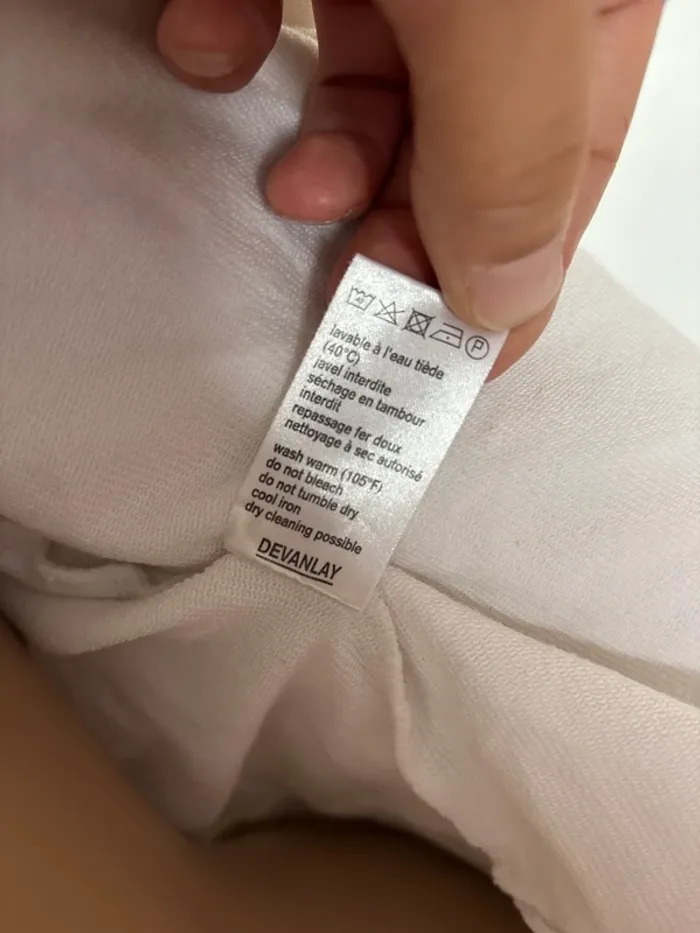 40
P
lavable à l'eau tiède
(40°C)
javel interdite
séchage en tambour
interdit
repassage fer doux
nettoyage à sec autorisé
wash warm (105°F)
do not bleach
do not tumble dry
cool iron
dry cleaning possible
DEVANLAY